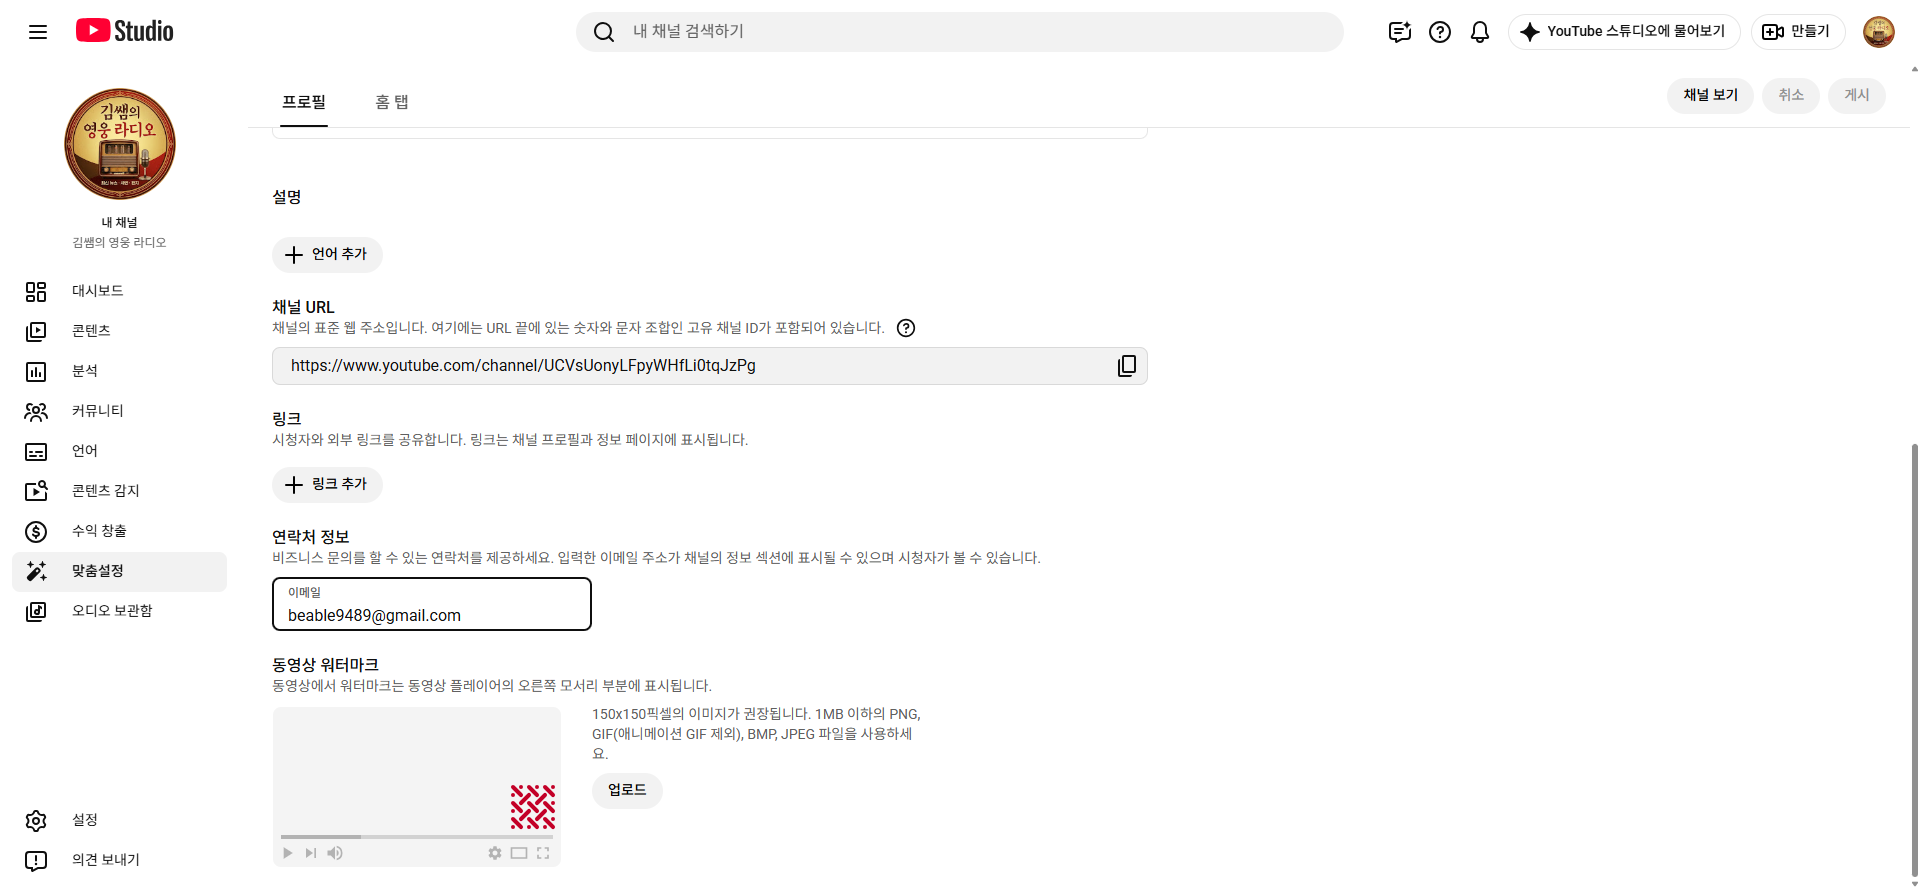 Studio
내 채널 검색하기
YouTube 스튜디오에 물어보기
만들기
김쌤의
영웅 라디오
최신 뉴스 · 사연 · 편지
내 채널
김쌤의 영웅 라디오
대시보드
콘텐츠
분석
커뮤니티
언어
콘텐츠 감지
수익 창출
맞춤설정
오디오 보관함
설정
의견 보내기
프로필
홈 탭
채널 보기
취소
게시
설명
언어 추가
채널 URL
채널의 표준 웹 주소입니다. 여기에는 URL 끝에 있는 숫자와 문자 조합인 고유 채널 ID가 포함되어 있습니다.
https://www.youtube.com/channel/UCVsUonyLFpyWHfLi0tqJzPg
링크
시청자와 외부 링크를 공유합니다. 링크는 채널 프로필과 정보 페이지에 표시됩니다.
링크 추가
연락처 정보
비즈니스 문의를 할 수 있는 연락처를 제공하세요. 입력한 이메일 주소가 채널의 정보 섹션에 표시될 수 있으며 시청자가 볼 수 있습니다.
이메일
beable9489@gmail.com
동영상 워터마크
동영상에서 워터마크는 동영상 플레이어의 오른쪽 모서리 부분에 표시됩니다.
150x150픽셀의 이미지가 권장됩니다. 1MB 이하의 PNG,
GIF(애니메이션 GIF 제외), BMP, JPEG 파일을 사용하세
요.
업로드